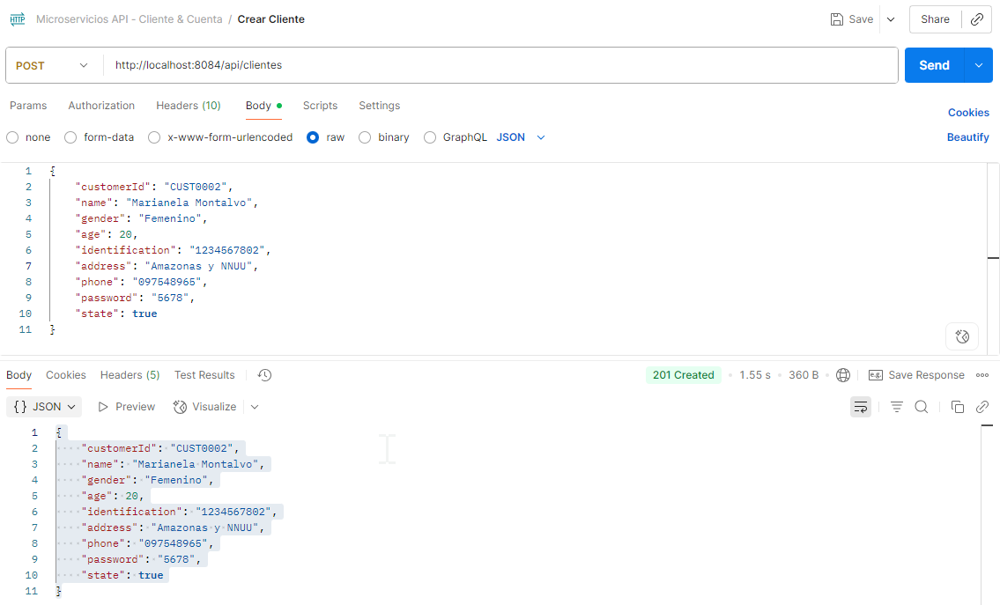 HTTP Microservicios API - Cliente & Cuenta / Crear Cliente Save Share
POST http://localhost:8084/api/clientes Send
Params Authorization Headers (10) Body Scripts Settings Cookies
none form-data x-www-form-urlencoded raw binary GraphQL JSON Beautify
1 {
2 "customerId": "CUST0002",
3 "name": "Marianela Montalvo",
4 "gender": "Femenino",
5 "age": 20,
6 "identification": "1234567802",
7 "address": "Amazonas y NNUU",
8 "phone": "097548965",
9 "password": "5678",
10 "state": true
11 }
Body Cookies Headers (5) Test Results 201 Created 1.55 s 360 B e.g. Save Response
{} JSON Preview Visualize
1 {
2 "customerId": "CUST0002",
3 "name": "Marianela Montalvo",
4 "gender": "Femenino",
5 "age": 20,
6 "identification": "1234567802",
7 "address": "Amazonas y NNUU",
8 "phone": "097548965",
9 "password": "5678",
10 "state": true
11 }